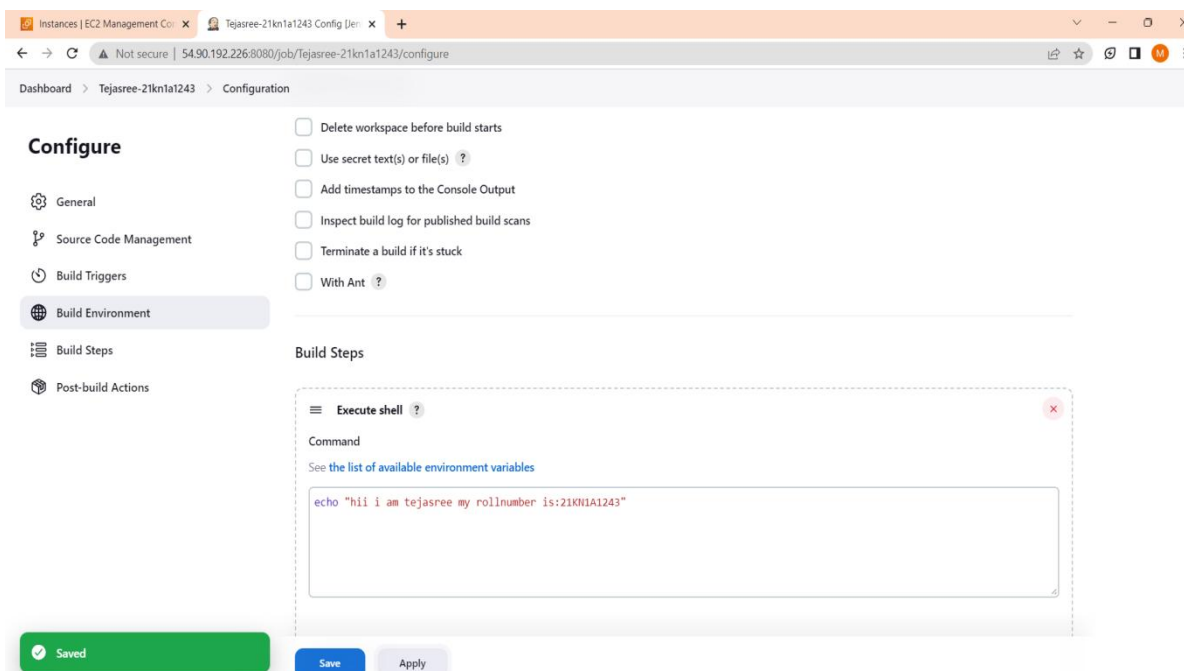 Instances | EC2 Management Con
Tejasree-21kn1a1243 Config [Jen
Not secure | 54.90.192.226:8080/job/Tejasree-21kn1a1243/configure
M
Dashboard > Tejasree-21kn1a1243 > Configuration
Configure
General
Source Code Management
Build Triggers
Build Environment
Build Steps
Post-build Actions
Delete workspace before build starts
Use secret text(s) or file(s) ?
Add timestamps to the Console Output
Inspect build log for published build scans
Terminate a build if it's stuck
With Ant ?
Build Steps
Execute shell ?
Command
See the list of available environment variables
echo "hii i am tejasree my rollnumber is:21KN1A1243"
Saved
Save
Apply